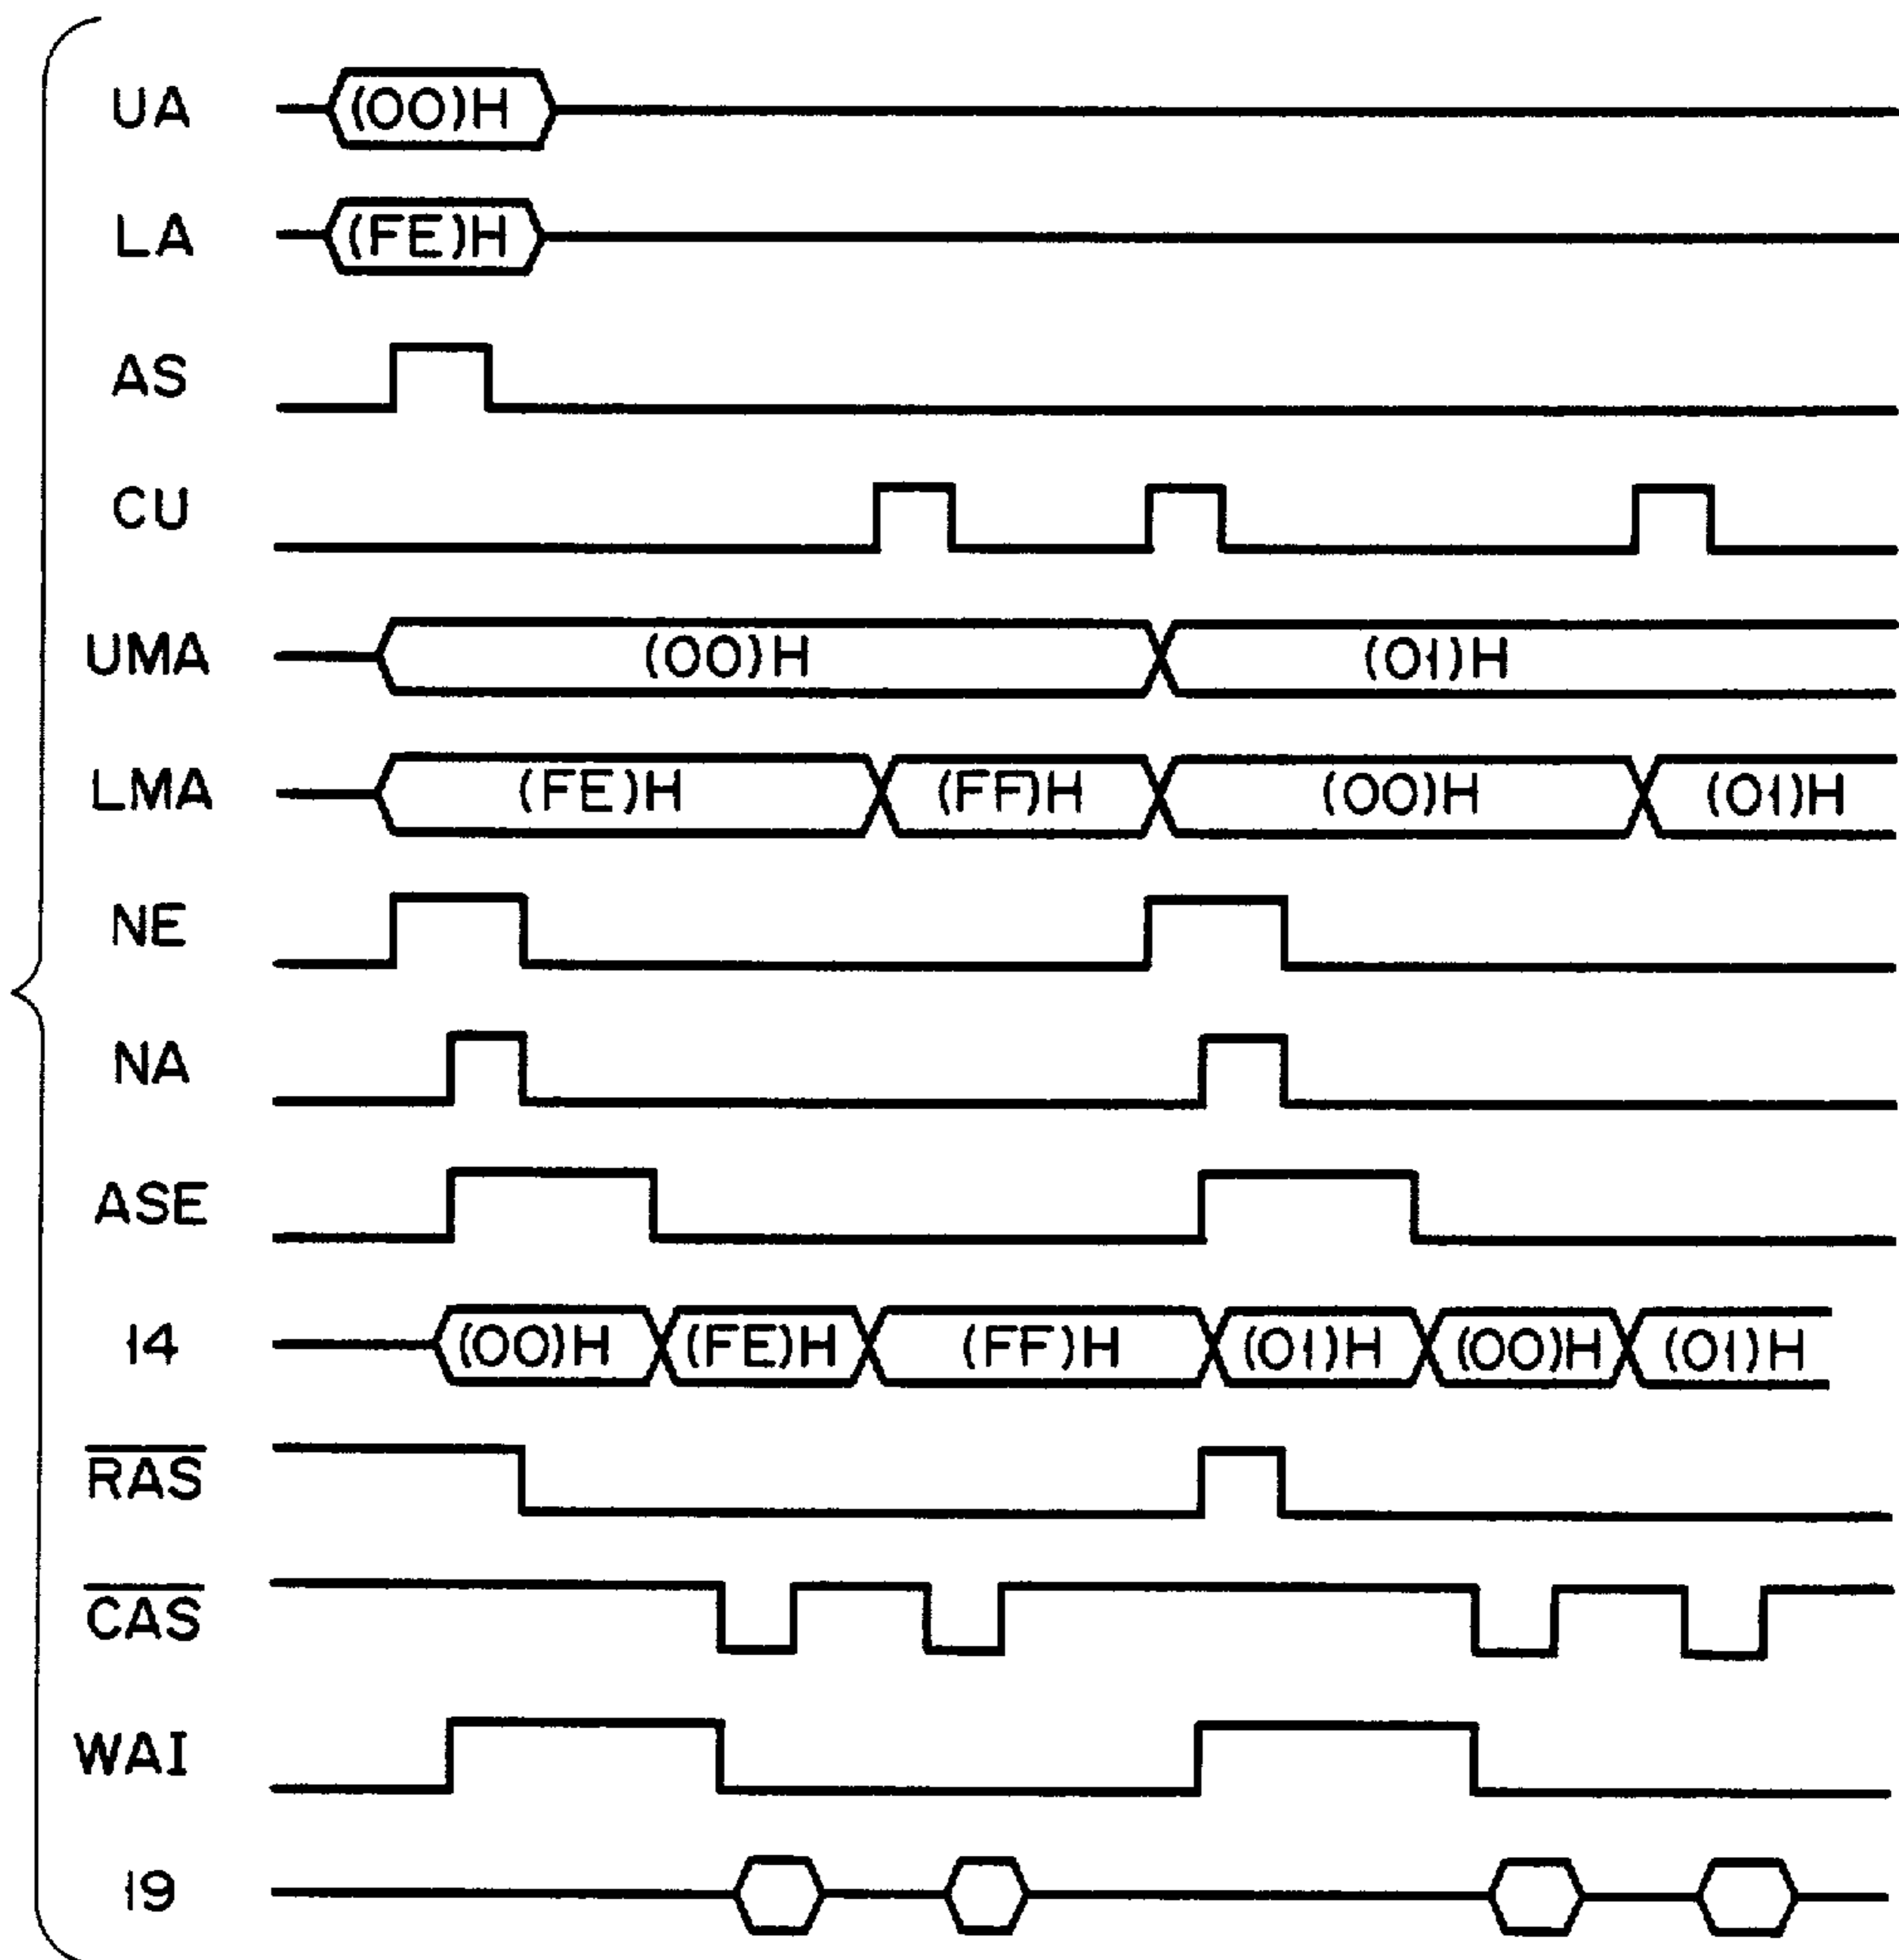 UA (00)H
LA (FE)H
AS
CU
UMA (00)H (01)H
LMA (FE)H (FF)H (00)H (01)H
NE
NA
ASE
14 (00)H (FE)H (FF)H (01)H (00)H (01)H
RAS
CAS
WAI
19